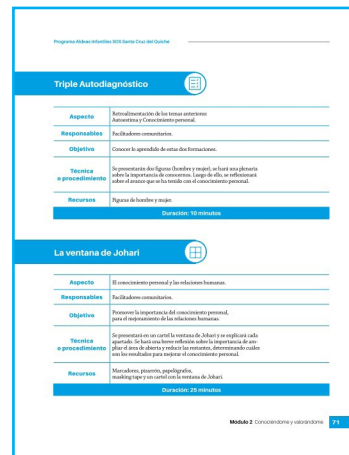 Programa Aldeas Infantiles SOS Santa Cruz del Quiché
Triple Autodiagnóstico
Aspecto
Retroalimentación de los temas anteriores:
Autoestima y Conocimiento personal.
Responsables
Facilitadores comunitarios.
Objetivo
Conocer lo aprendido de estas dos formaciones.
Técnica
o procedimiento
Se presentarán dos figuras (hombre y mujer), se hará una plenaria
sobre la importancia de conocernos. Luego de ello, se reflexionará
sobre el avance que se ha tenido con el conocimiento personal.
Recursos
Figuras de hombre y mujer.
Duración: 10 minutos
La ventana de Johari
Aspecto
El conocimiento personal y las relaciones humanas.
Responsables
Facilitadores comunitarios.
Objetivo
Promover la importancia del conocimiento personal,
para el mejoramiento de las relaciones humanas.
Técnica
o procedimiento
Se presentará en un cartel la ventana de Johari y se explicará cada
apartado. Se hará una breve reflexión sobre la importancia de am-
pliar el área de abierta y reducir las restantes, determinando cuáles
son los resultados para mejorar el conocimiento personal.
Recursos
Marcadores, pizarrón, papelógrafos,
masking tape y un cartel con la ventana de Johari.
Duración: 25 minutos
Módulo 2 Conociéndome y valorándome 71